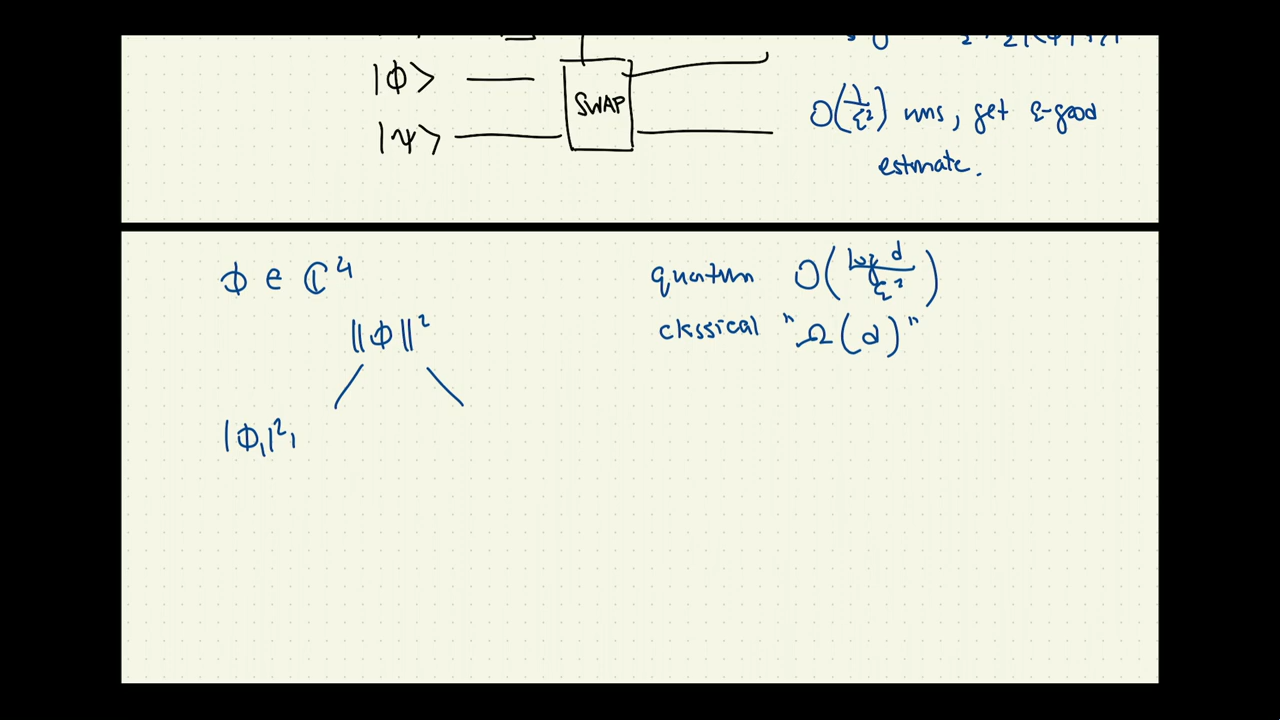 |Φ⟩
SWAP
|ψ⟩
O(1/ε²) runs, get ε-good
estimate.
Φ ∈ ℂ⁴
‖Φ‖²
|Φ₁|²,
quantum O(log d/ε²)
classical "Ω(d)"